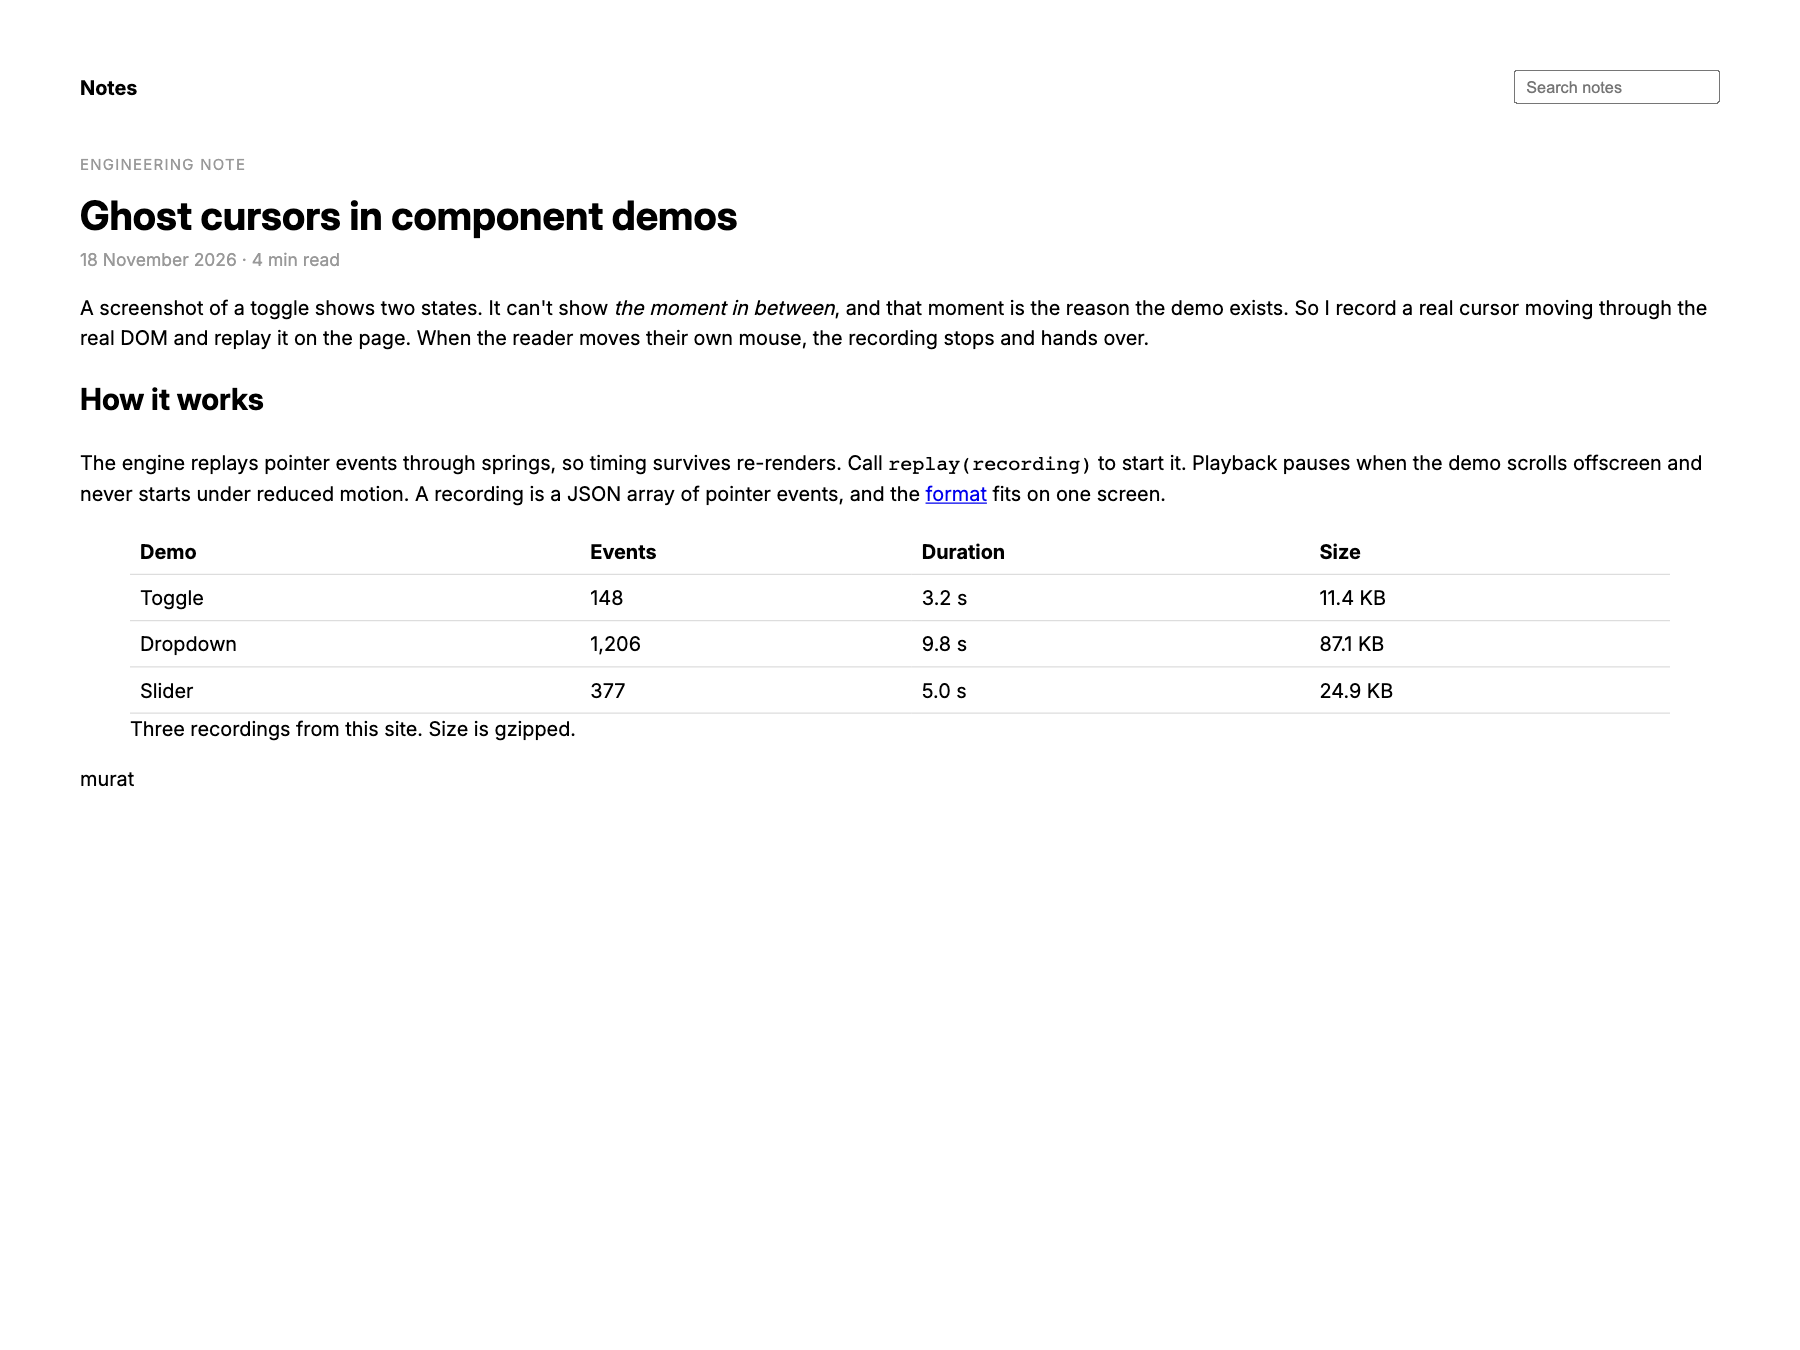 Notes
Search notes
ENGINEERING NOTE
Ghost cursors in component demos
18 November 2026 · 4 min read
A screenshot of a toggle shows two states. It can't show the moment in between, and that moment is the reason the demo exists. So I record a real cursor moving through the
real DOM and replay it on the page. When the reader moves their own mouse, the recording stops and hands over.
How it works
The engine replays pointer events through springs, so timing survives re-renders. Call replay(recording) to start it. Playback pauses when the demo scrolls offscreen and
never starts under reduced motion. A recording is a JSON array of pointer events, and the format fits on one screen.
Demo Events Duration Size
Toggle 148 3.2 s 11.4 KB
Dropdown 1,206 9.8 s 87.1 KB
Slider 377 5.0 s 24.9 KB
Three recordings from this site. Size is gzipped.
murat